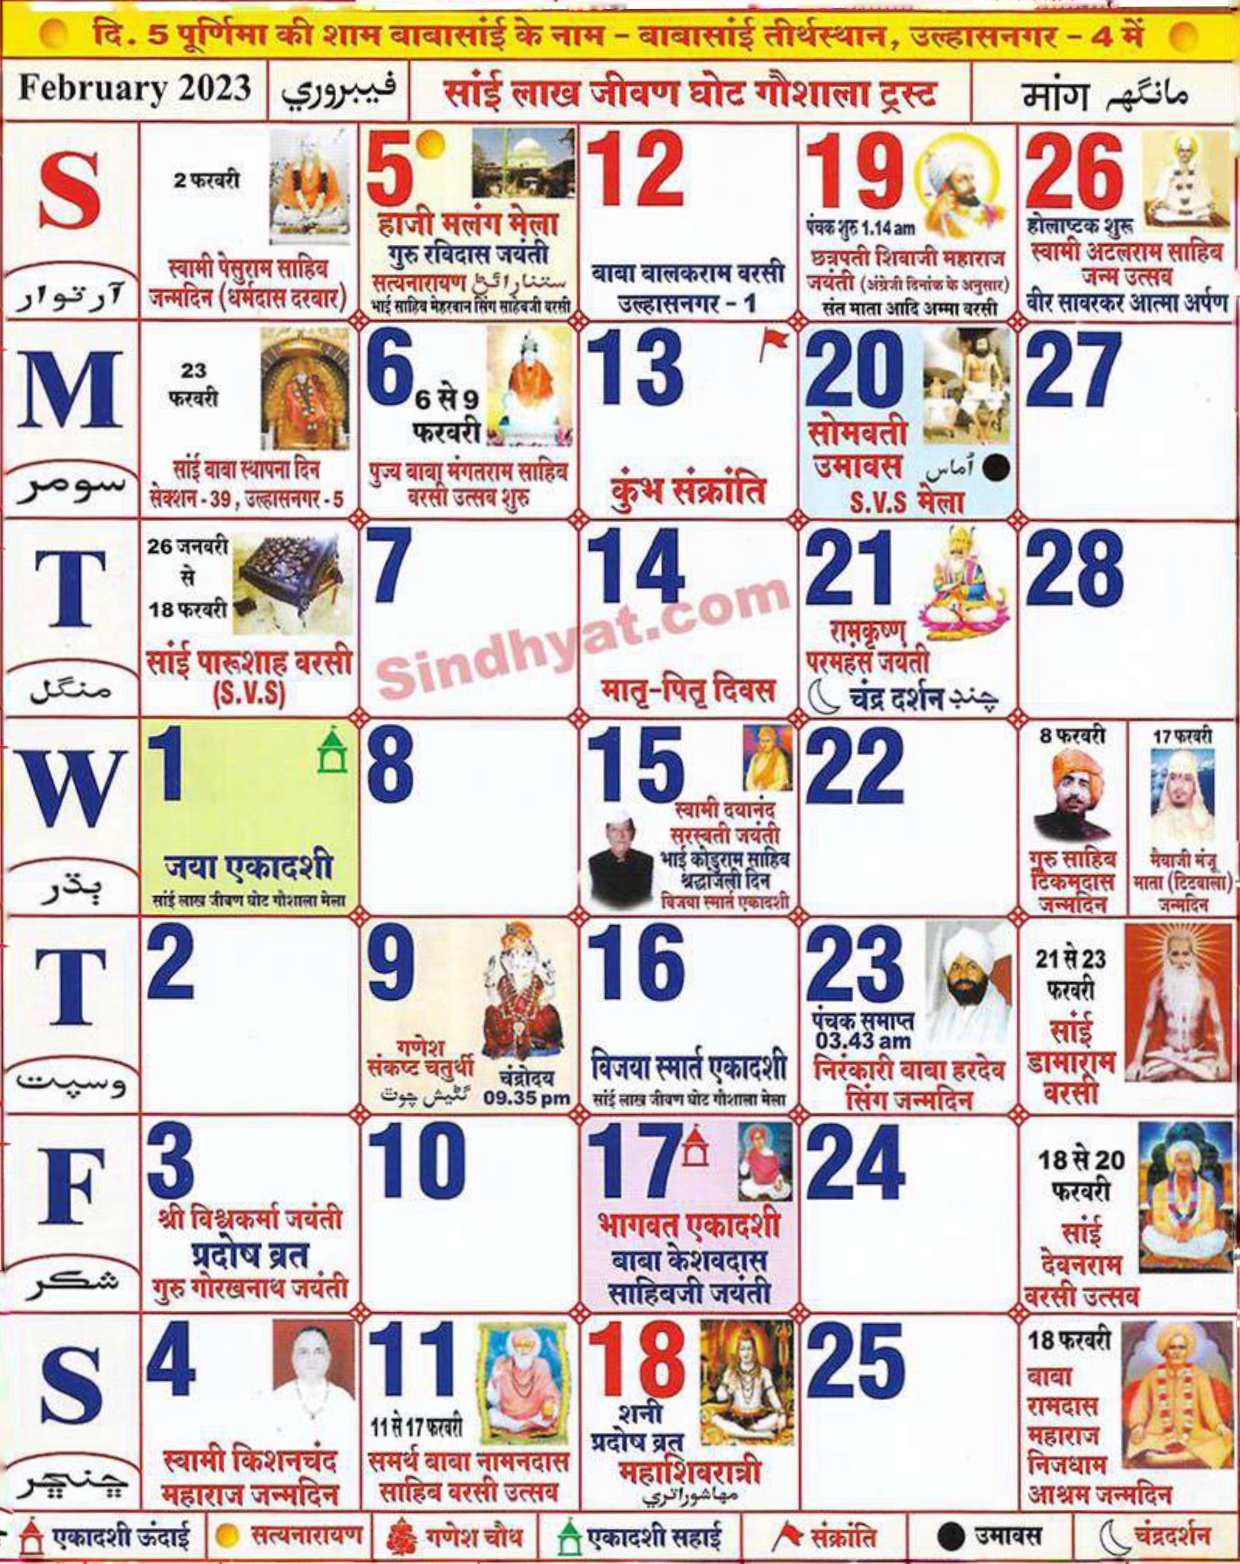 दि. 5 पूर्णिमा की शाम बाबासांई के नाम - बाबासांई तीर्थस्थान, उल्हासनगर - 4 में
February 2023 فيبروري सांई लाख जीवण घोट गौशाला ट्रस्ट मांग مانگهه
S
آرتوار
2 फरवरी
स्वामी पेसुराम साहिब
जन्मदिन (धर्मदास दरबार)
5
हाजी मलंग मेला
गुरु रविदास जयंती
सत्यनारायण ستنارائڻ
भाई साहिब मेहरवान सिंग साहेबजी वरसी
12
बाबा बालकराम वरसी
उल्हासनगर - 1
19
पंचक शुरु 1.14 am
छत्रपती शिवाजी महाराज
जयंती (अंग्रेजी दिनांक के अनुसार)
संत माता आदि अम्मा वरसी
26
होलाष्टक शुरू
स्वामी अटलराम साहिब
जन्म उत्सव
वीर सावरकर आत्मा अर्पण
M
سومر
23
फरवरी
सांई बाबा स्थापना दिन
सेक्शन - 39, उल्हासनगर - 5
6
6 से 9
फरवरी
पुज्य बाबा मंगतराम साहिब
वरसी उत्सव शुरु
13
कुंभ संक्रांति
20
सोमवती
उमावस اُماس
S.V.S मेला
27
T
منگل
26 जनवरी
से
18 फरवरी
सांई पारूशाह वरसी
(S.V.S)
7
14
मातृ-पितृ दिवस
21
रामकृष्ण
परमहंस जयंती
चंद्र दर्शन چنڊ
28
Sindhyat.com
W
ٻڌر
1
जया एकादशी
सांई लाख जीवण घोट गौशाला मेला
8
15
स्वामी दयानंद
सरस्वती जयंती
भाई कोडुराम साहिब
श्रद्धांजली दिन
विजया स्मार्त एकादशी
22
8 फरवरी
गुरु साहिब
टिकमदास
जन्मदिन
17 फरवरी
मैयाजी मंजू
माता (टिटवाला)
जन्मदिन
T
وسپت
2
9
गणेश
संकष्ट चतुर्थी
گڻيش چوٿ
चंद्रोदय
09.35 pm
16
विजया स्मार्त एकादशी
सांई लाख जीवण घोट गौशाला मेला
23
पंचक समाप्त
03.43 am
निरंकारी बाबा हरदेव
सिंग जन्मदिन
21 से 23
फरवरी
सांई
डामाराम
वरसी
F
شڪر
3
श्री विश्वकर्मा जयंती
प्रदोष व्रत
गुरु गोरखनाथ जयंती
10
17
भागवत एकादशी
बाबा केशवदास
साहिबजी जयंती
24
18 से 20
फरवरी
सांई
देवनराम
वरसी उत्सव
S
ڇنڇر
4
स्वामी किशनचंद
महाराज जन्मदिन
11
11 से 17 फरवरी
समर्थ बाबा नामनदास
साहिब वरसी उत्सव
18
शनी
प्रदोष व्रत
महाशिवरात्री
مهاشوراتري
25
18 फरवरी
बाबा
रामदास
महाराज
निजधाम
आश्रम जन्मदिन
एकादशी ऊंदाई सत्यनारायण गणेश चौथ एकादशी सहाई संक्रांति उमावस चंद्रदर्शन